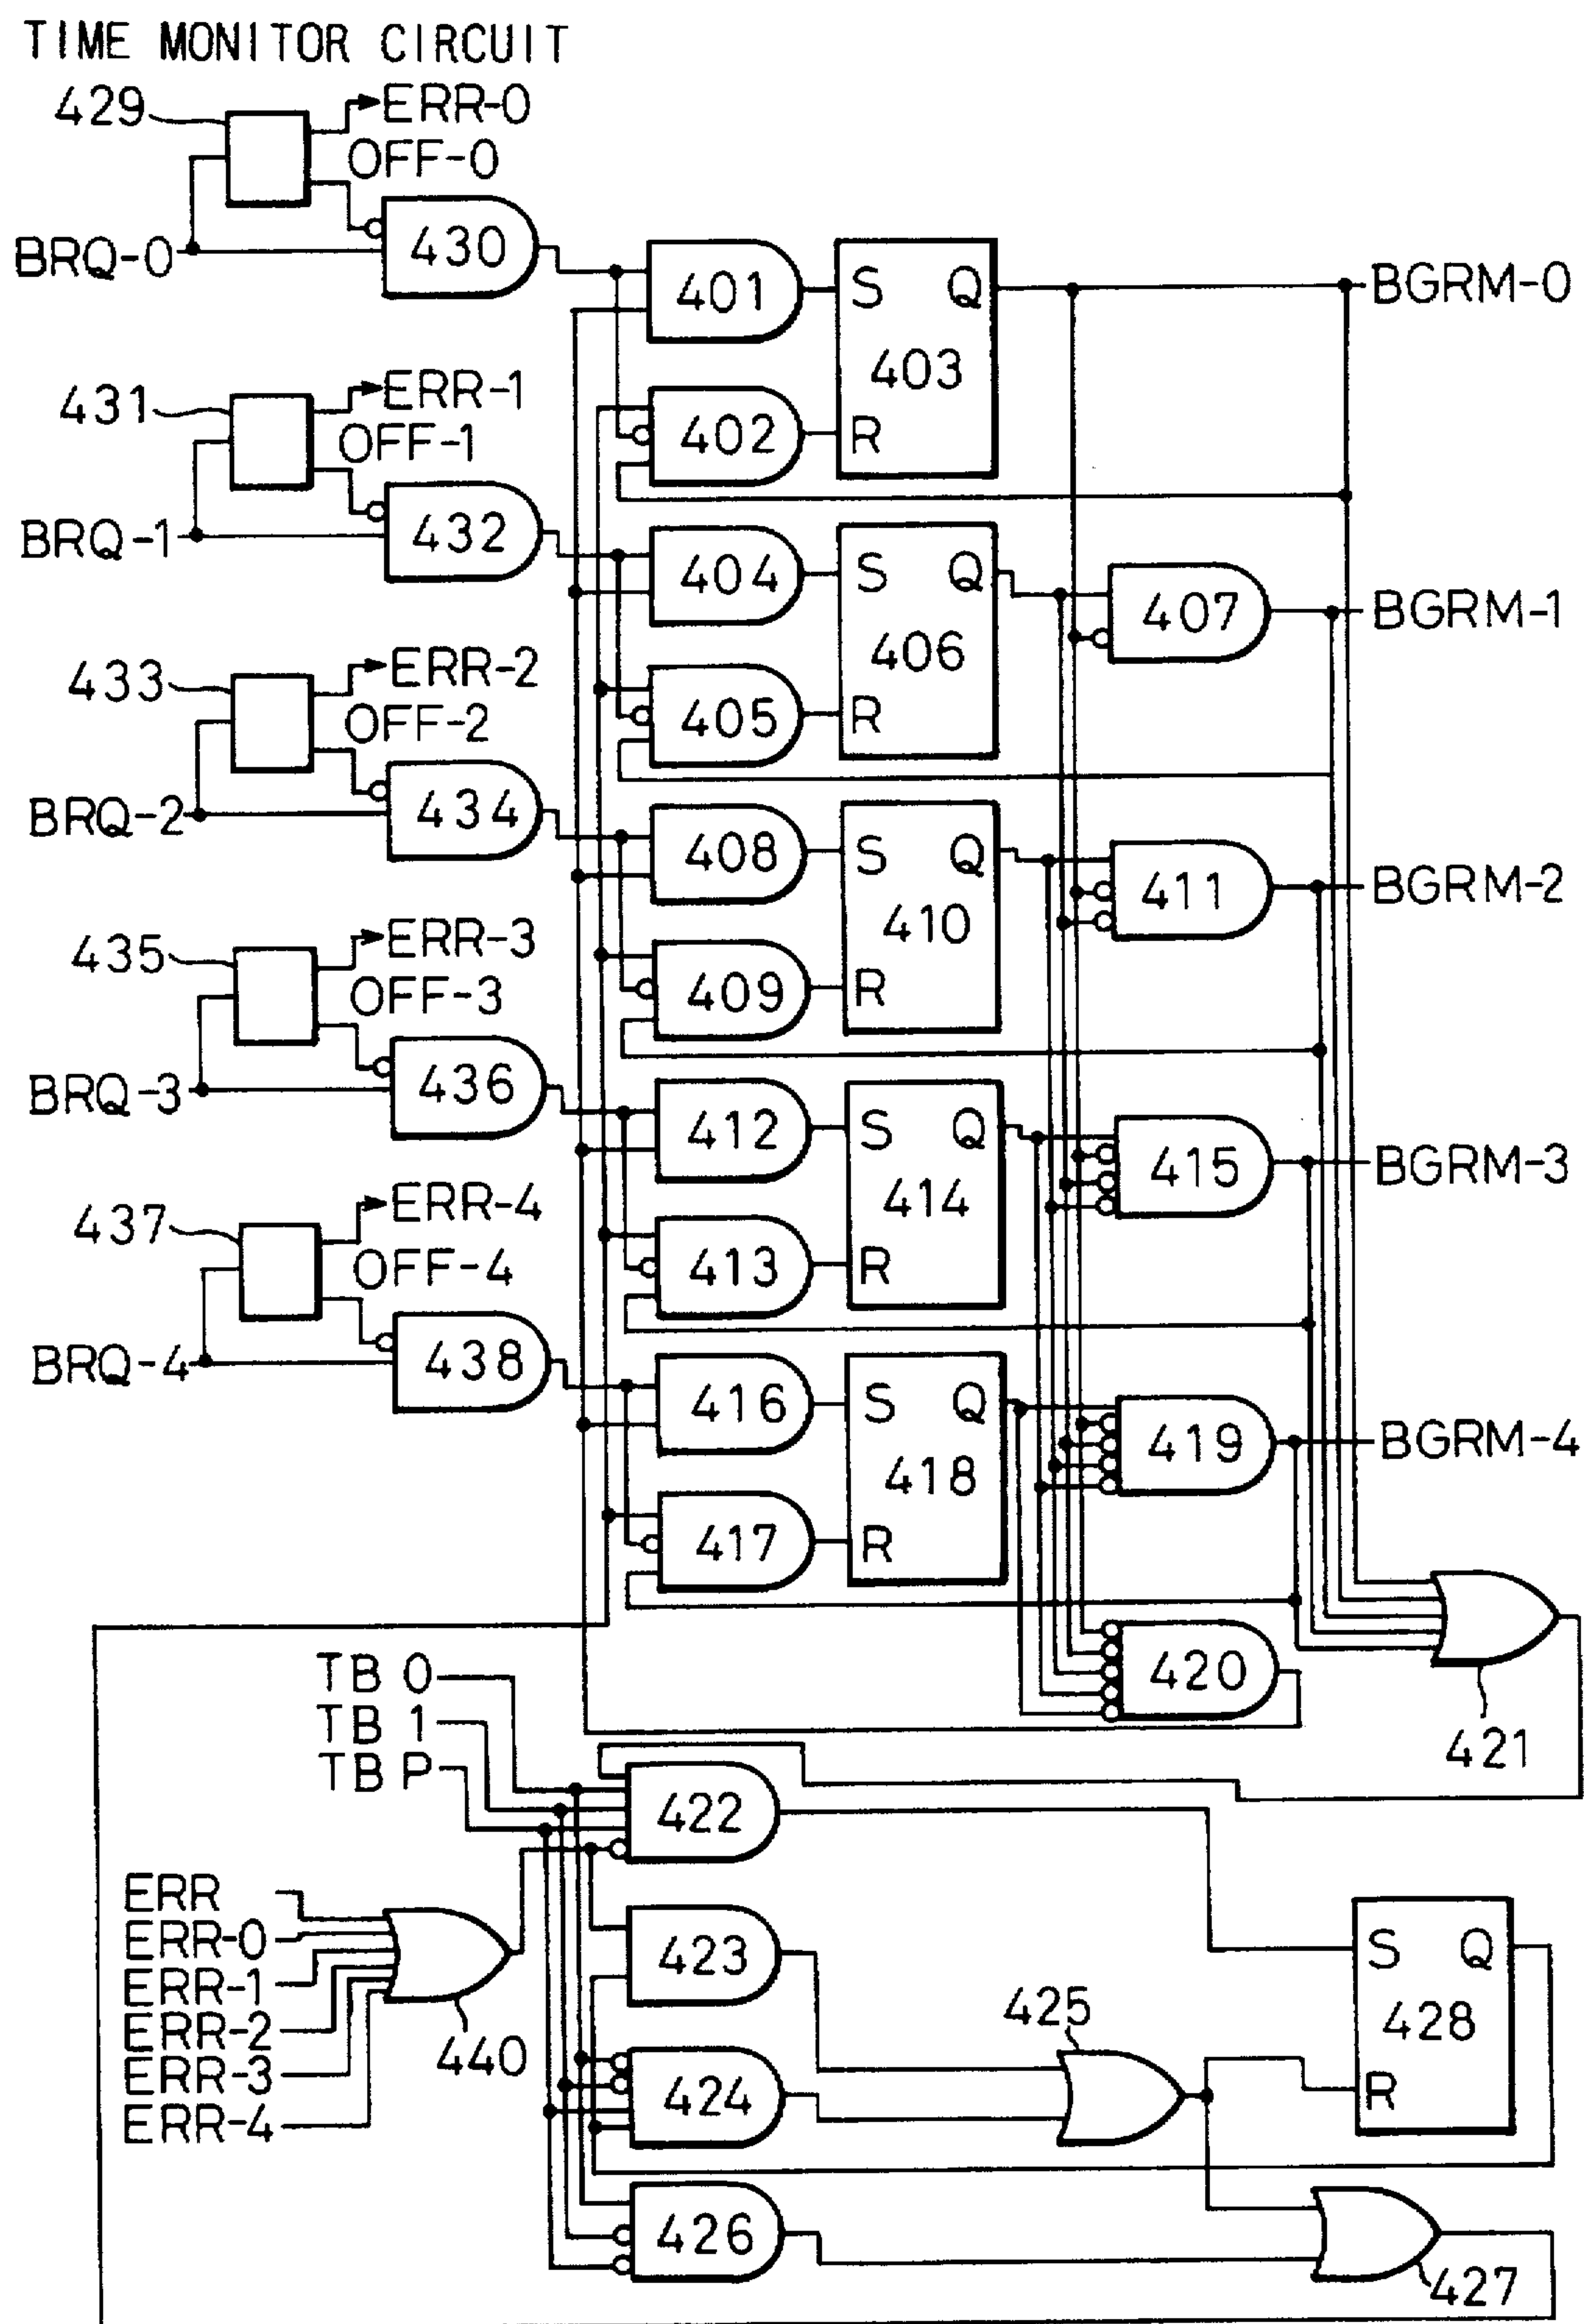 TIME MONITOR CIRCUIT
429
ERR-0
OFF-0
BRQ-0
430
401
S
Q
403
BGRM-0
402
R
431
ERR-1
OFF-1
BRQ-1
432
404
S
Q
406
407
BGRM-1
405
R
433
ERR-2
OFF-2
BRQ-2
434
408
S
Q
410
411
BGRM-2
409
R
435
ERR-3
OFF-3
BRQ-3
436
412
S
Q
414
415
BGRM-3
413
R
437
ERR-4
OFF-4
BRQ-4
438
416
S
Q
418
419
BGRM-4
417
R
420
421
TB 0
TB 1
TB P
422
ERR
ERR-0
ERR-1
ERR-2
ERR-3
ERR-4
440
423
S
Q
428
R
424
425
426
427